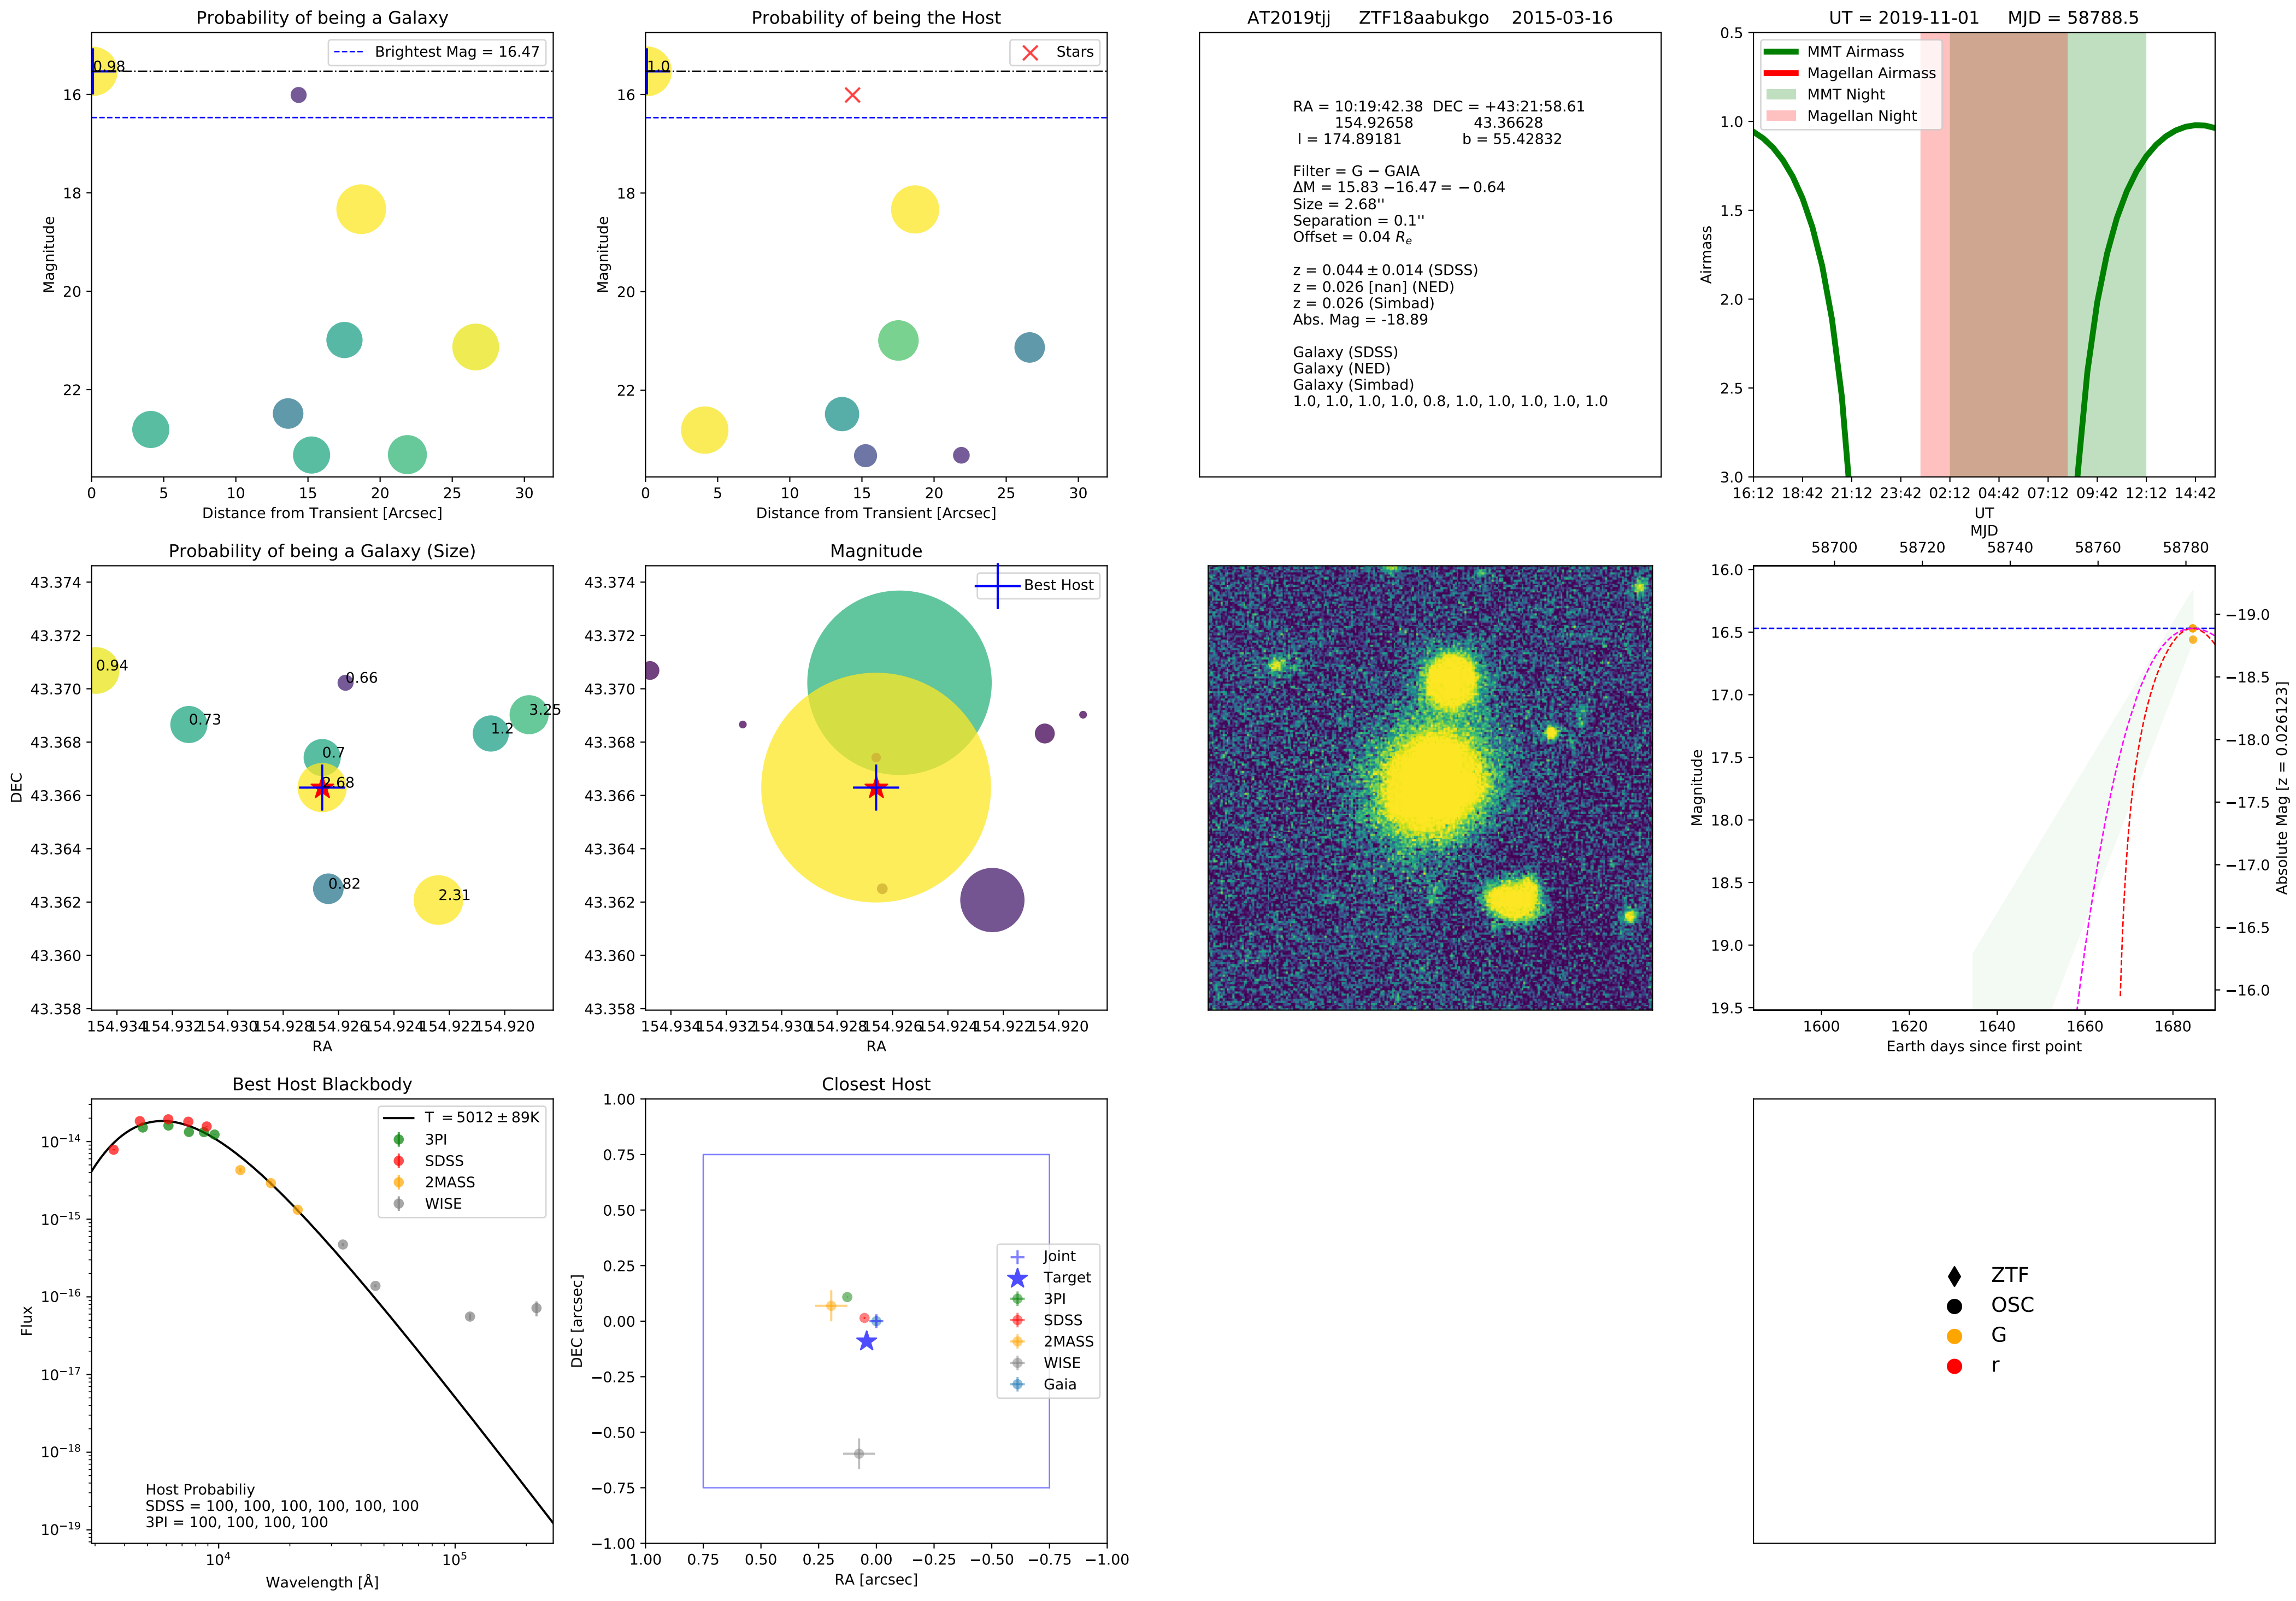 Probability of being a Galaxy
Brightest Mag = 16.47
0.98
16
18
20
22
Magnitude
0 5 10 15 20 25 30
Distance from Transient [Arcsec]
Probability of being the Host
Stars
1.0
16
18
20
22
Magnitude
0 5 10 15 20 25 30
Distance from Transient [Arcsec]
AT2019tjj ZTF18aabukgo 2015-03-16
RA = 10:19:42.38 DEC = +43:21:58.61
154.92658 43.36628
l = 174.89181 b = 55.42832
Filter = G − GAIA
ΔM = 15.83 −16.47 = −0.64
Size = 2.68''
Separation = 0.1''
Offset = 0.04 Re
z = 0.044 ± 0.014 (SDSS)
z = 0.026 [nan] (NED)
z = 0.026 (Simbad)
Abs. Mag = -18.89
Galaxy (SDSS)
Galaxy (NED)
Galaxy (Simbad)
1.0, 1.0, 1.0, 1.0, 0.8, 1.0, 1.0, 1.0, 1.0, 1.0
UT = 2019-11-01 MJD = 58788.5
MMT Airmass
Magellan Airmass
MMT Night
Magellan Night
0.5
1.0
1.5
2.0
2.5
3.0
Airmass
16:12 18:42 21:12 23:42 02:12 04:42 07:12 09:42 12:12 14:42
UT
Probability of being a Galaxy (Size)
43.374
43.372
43.370
43.368
43.366
43.364
43.362
43.360
43.358
DEC
0.94
0.66
0.73
3.25
1.2
0.7
2.68
0.82
2.31
154.934 154.932 154.930 154.928 154.926 154.924 154.922 154.920
RA
Magnitude
Best Host
43.374
43.372
43.370
43.368
43.366
43.364
43.362
43.360
43.358
154.934 154.932 154.930 154.928 154.926 154.924 154.922 154.920
RA
MJD
58700 58720 58740 58760 58780
16.0
16.5
17.0
17.5
18.0
18.5
19.0
19.5
Magnitude
−19.0
−18.5
−18.0
−17.5
−17.0
−16.5
−16.0
Absolute Mag [z = 0.026123]
1600 1620 1640 1660 1680
Earth days since first point
Best Host Blackbody
T = 5012 ± 89K
3PI
SDSS
2MASS
WISE
10−14
10−15
10−16
10−17
10−18
10−19
Flux
Host Probabiliy
SDSS = 100, 100, 100, 100, 100, 100
3PI = 100, 100, 100, 100
104 105
Wavelength [Å]
Closest Host
1.00
0.75
0.50
0.25
0.00
−0.25
−0.50
−0.75
−1.00
DEC [arcsec]
Joint
Target
3PI
SDSS
2MASS
WISE
Gaia
1.00 0.75 0.50 0.25 0.00 −0.25 −0.50 −0.75 −1.00
RA [arcsec]
ZTF
OSC
G
r